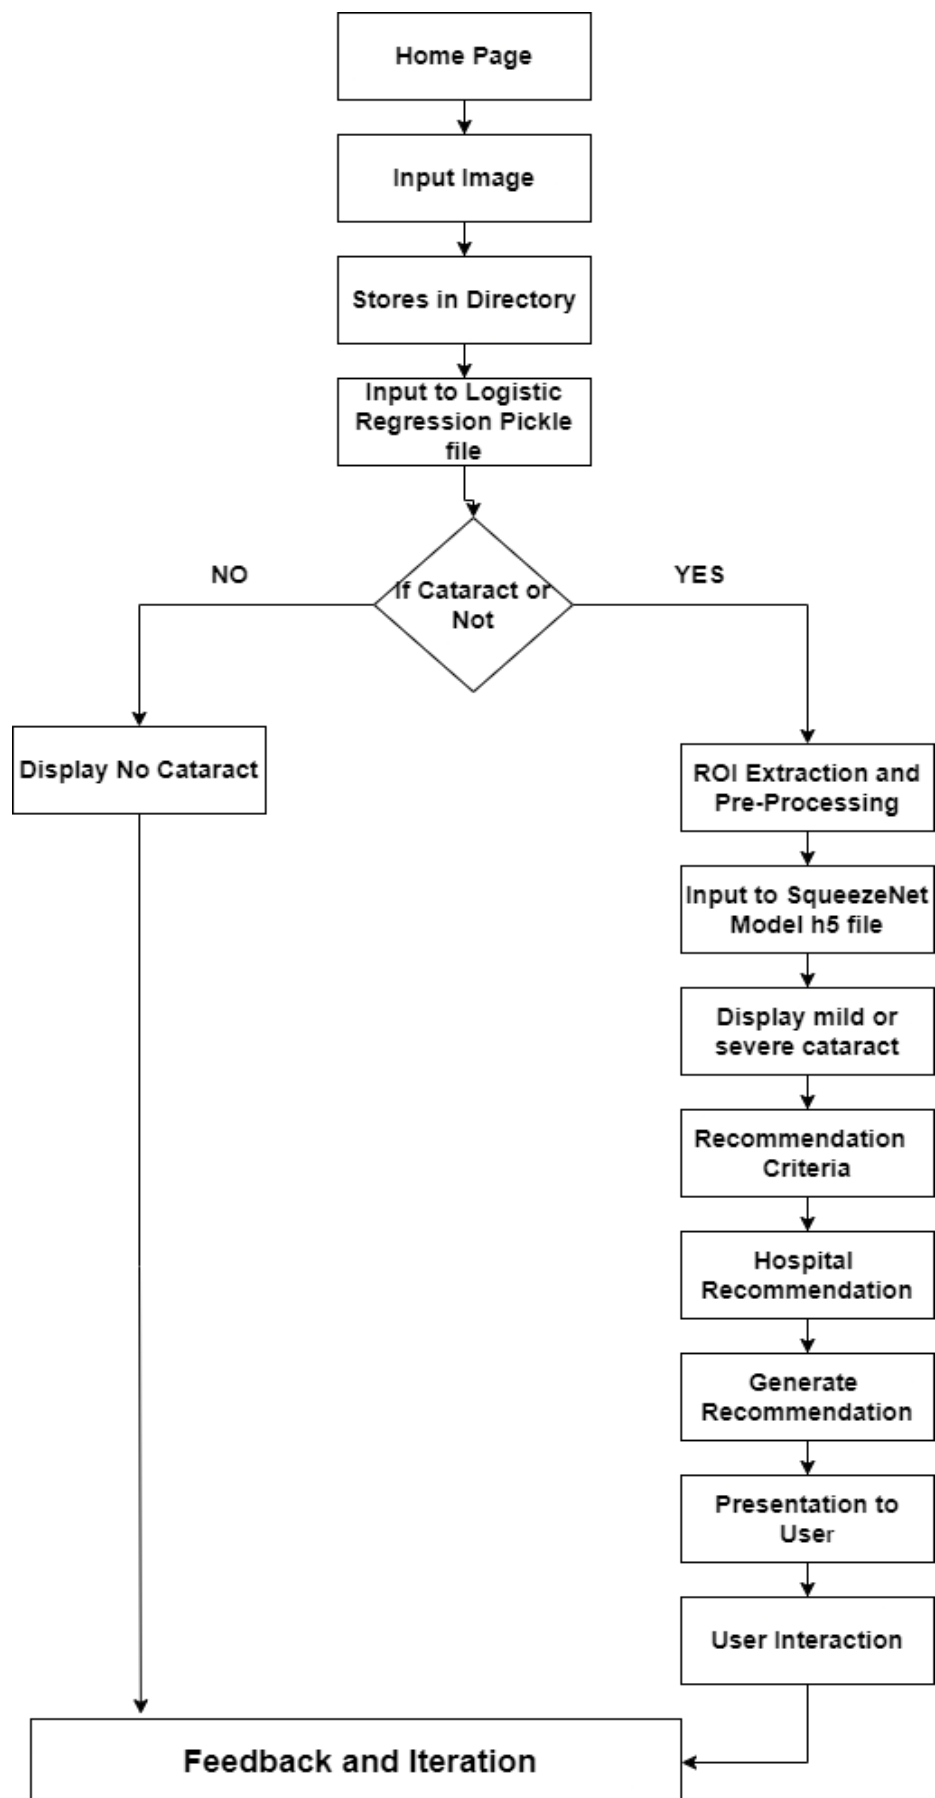 Home Page
Input Image
Stores in Directory
Input to Logistic
Regression Pickle
file
If Cataract or
Not
NO
YES
Display No Cataract
ROI Extraction and
Pre-Processing
Input to SqueezeNet
Model h5 file
Display mild or
severe cataract
Recommendation
Criteria
Hospital
Recommendation
Generate
Recommendation
Presentation to
User
User Interaction
Feedback and Iteration